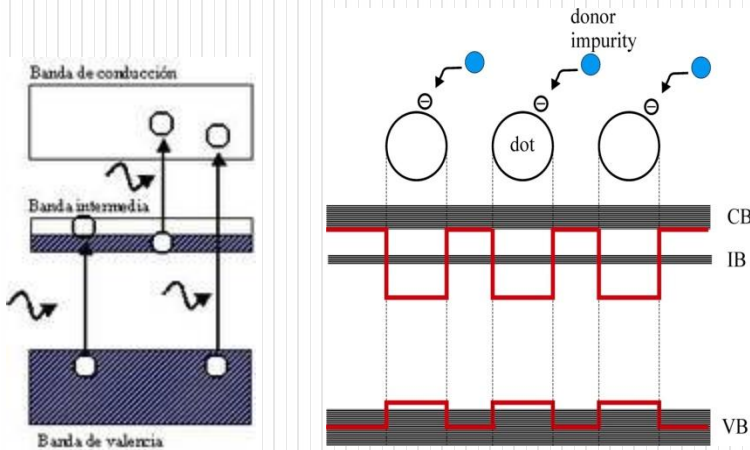 Banda de conducción
Banda intermedia
Banda de valencia
donor
impurity
dot
CB
IB
VB